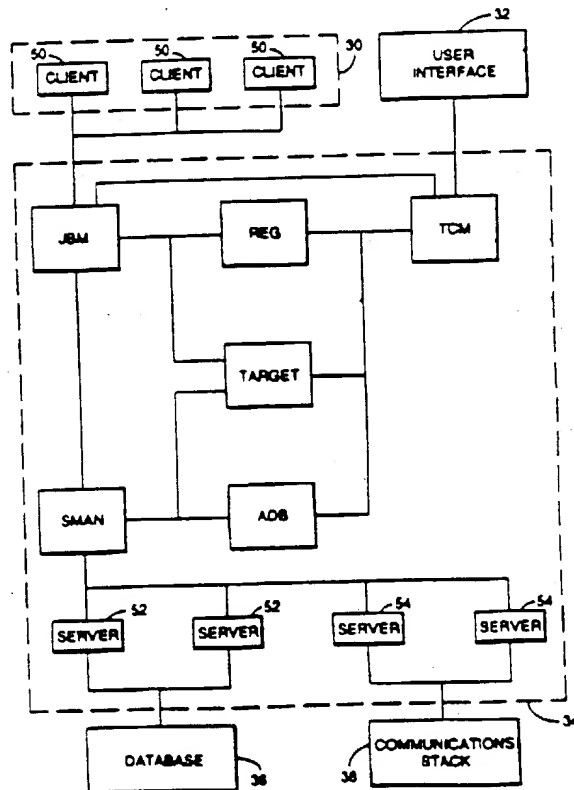 50 50 50 30 32
CLIENT CLIENT CLIENT
USER
INTERFACE
JBM REG TCM
TARGET
SMAN ADB
52 52 54 54
SERVER SERVER SERVER SERVER
34
DATABASE
36
COMMUNICATIONS
STACK
38